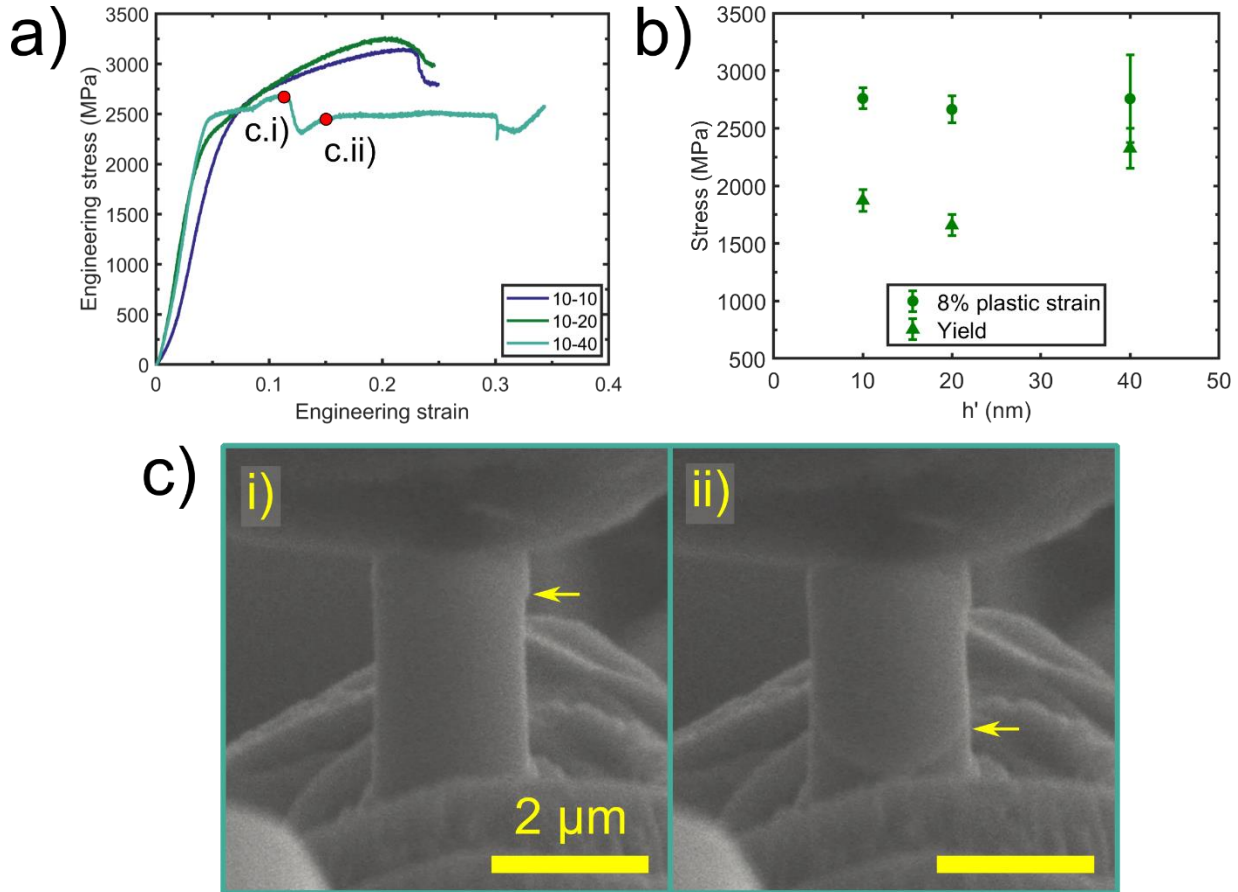 a)
3500
3000
2500
2000
1500
1000
500
0
Engineering stress (MPa)
c.i)
c.ii)
10-10
10-20
10-40
0
0.1
0.2
0.3
0.4
Engineering strain
b)
3500
3000
2500
2000
1500
1000
500
Stress (MPa)
8% plastic strain
Yield
0
10
20
30
40
50
h' (nm)
c)
i)
ii)
2 µm